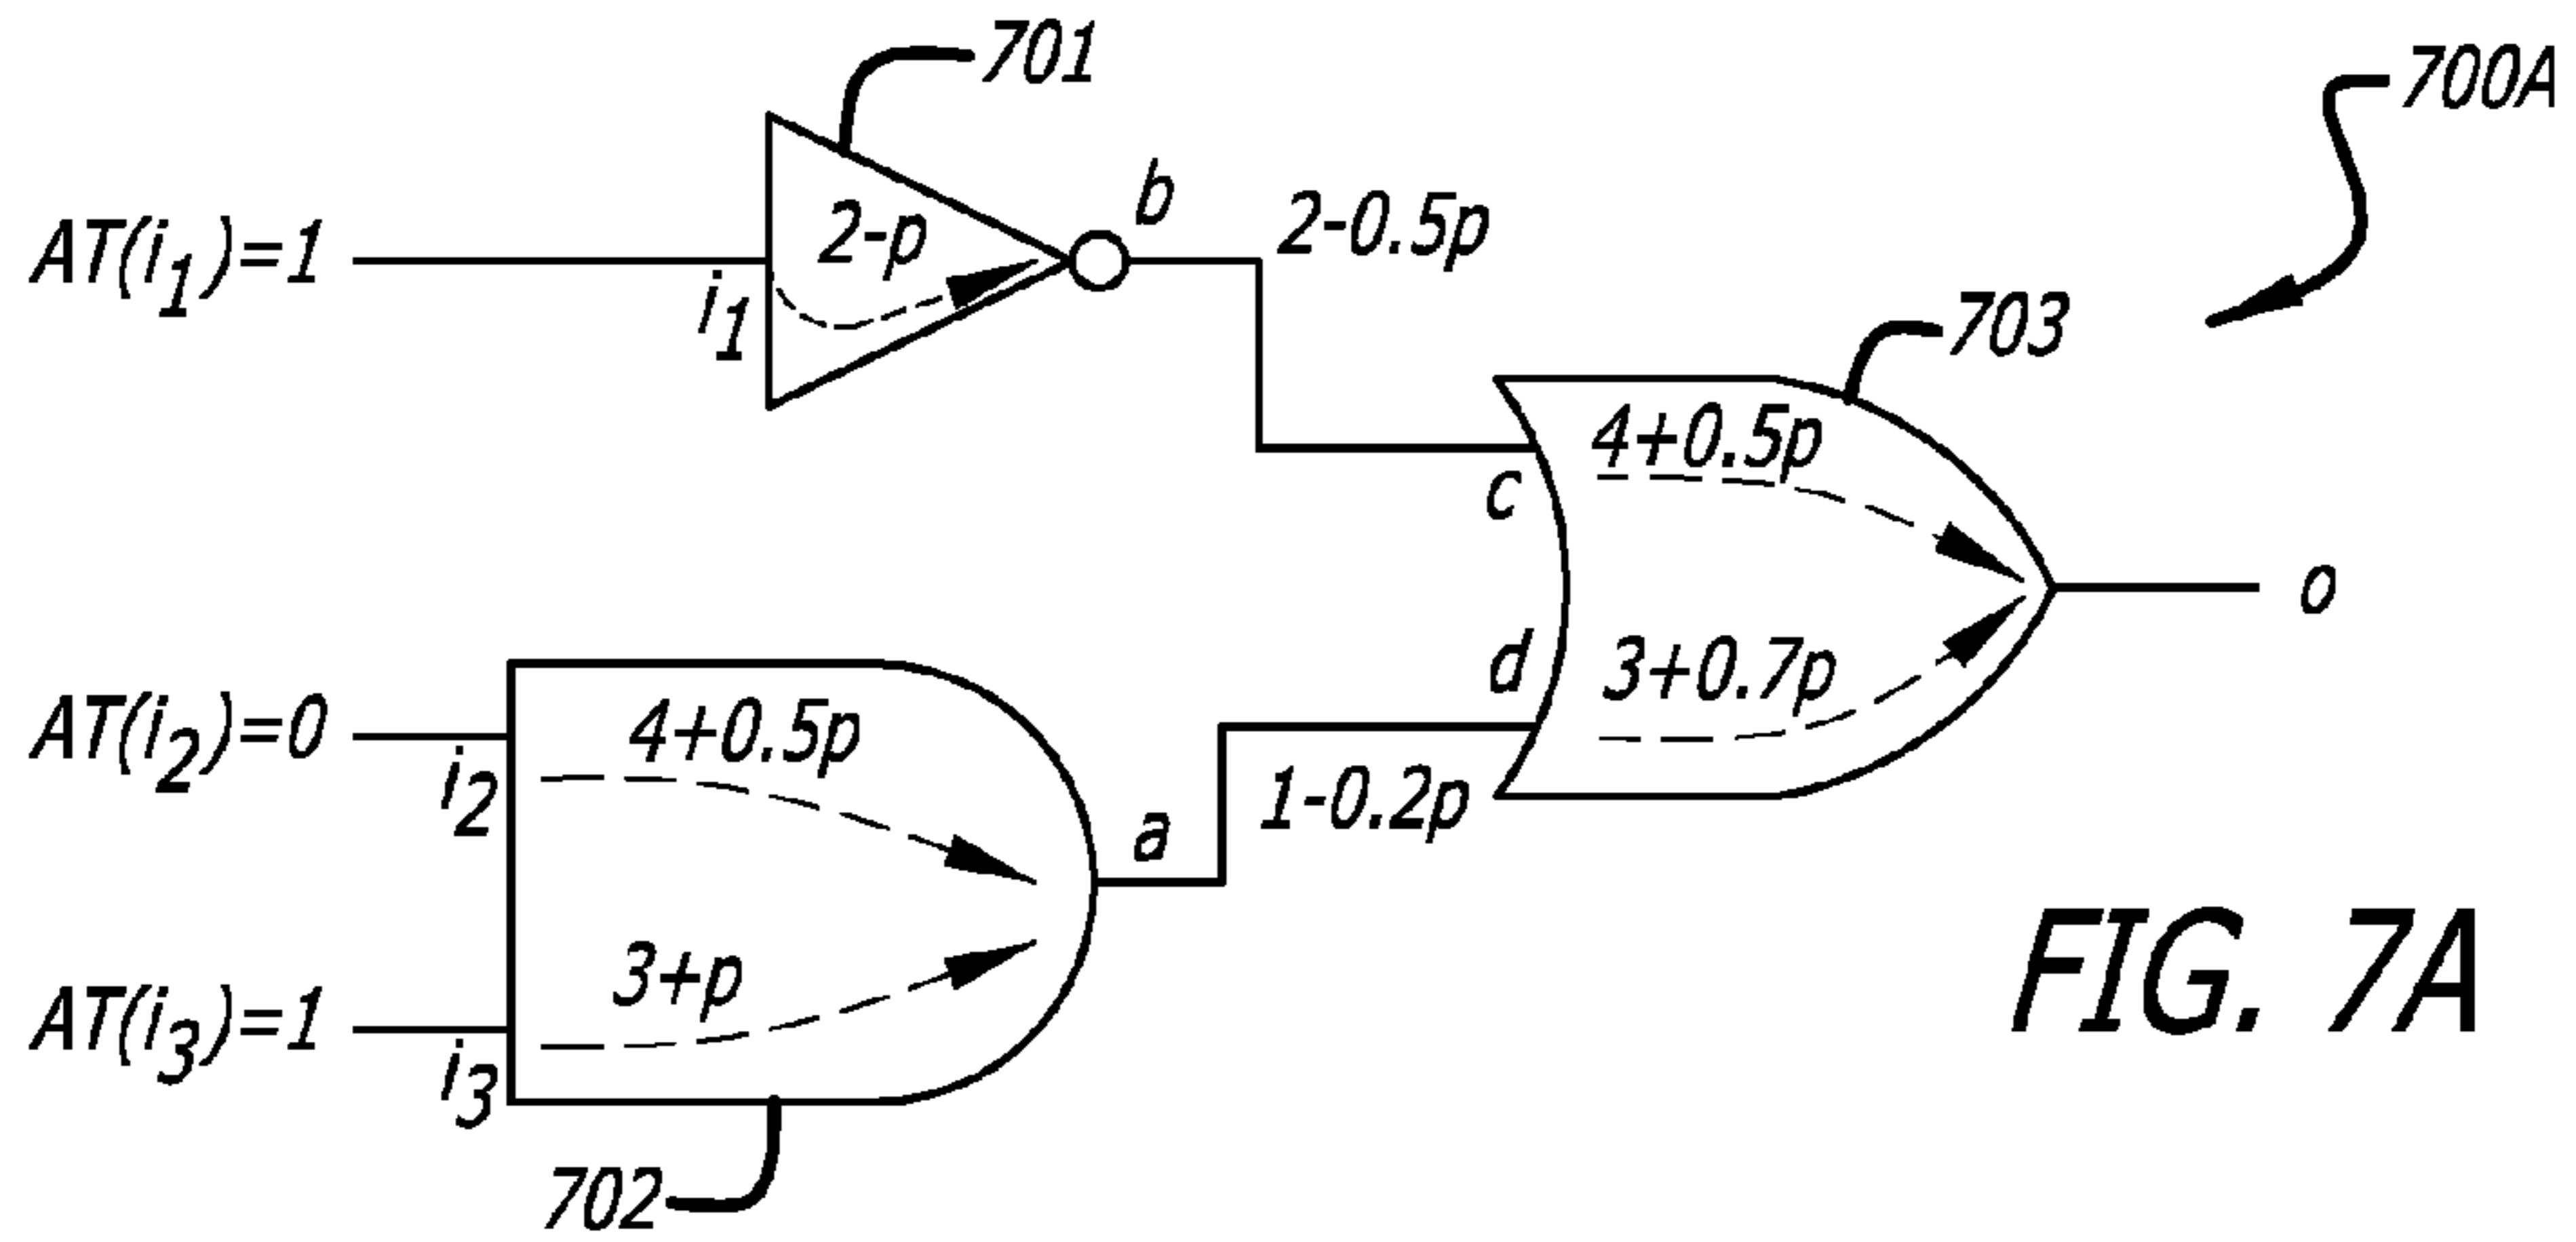 701
700A
b
2-p
2-0.5p
AT(i1)=1
i1
703
4+0.5p
c
o
d
3+0.7p
4+0.5p
AT(i2)=0
i2
1-0.2p
a
3+p
AT(i3)=1
i3
702
FIG. 7A